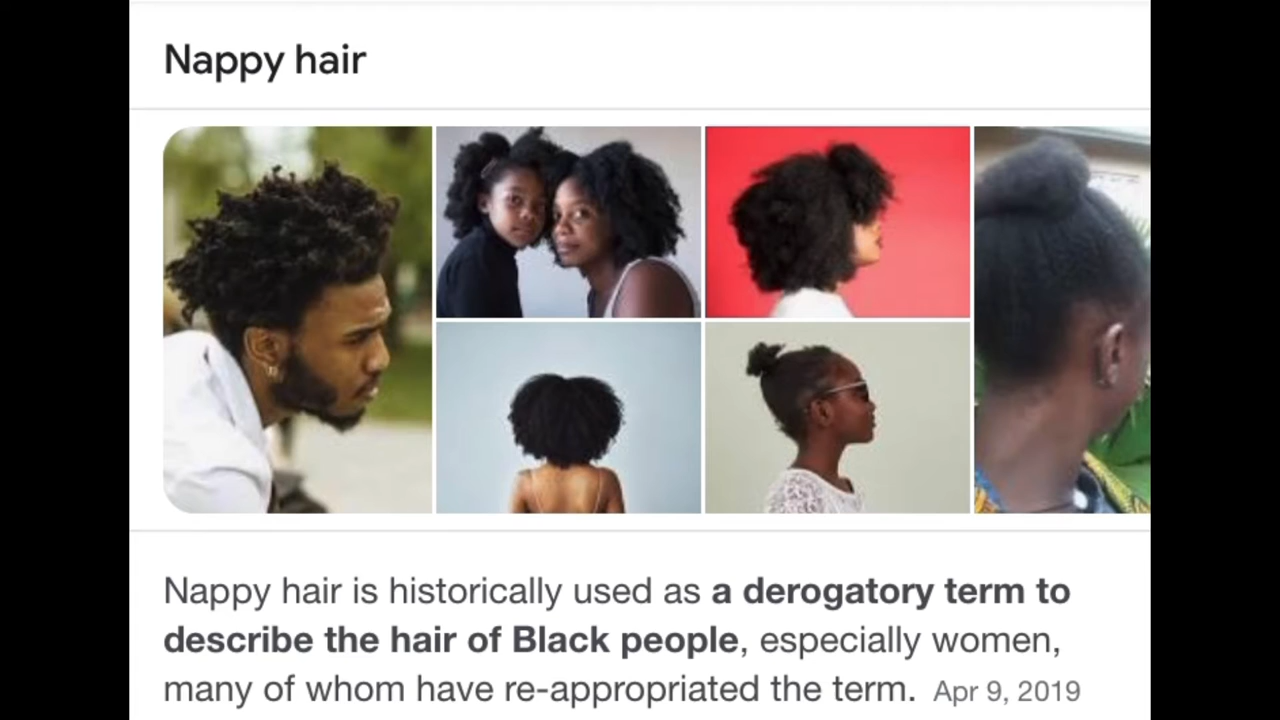 Nappy hair
Nappy hair is historically used as a derogatory term to
describe the hair of Black people, especially women,
many of whom have re-appropriated the term. Apr 9, 2019